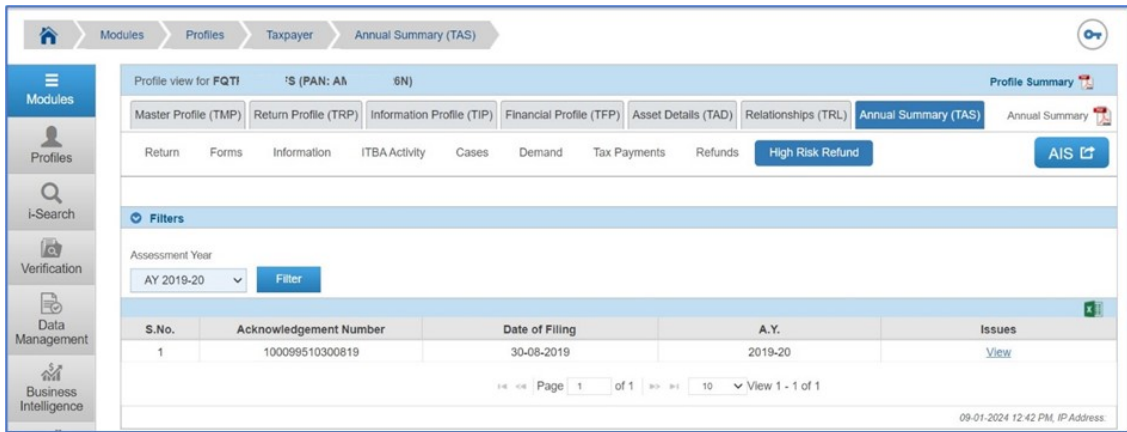 Modules Profiles Taxpayer Annual Summary (TAS)
Modules
Profiles
i-Search
Verification
Data
Management
Business
Intelligence
Profile view for FQTI 'S (PAN: AN 6N) Profile Summary
Master Profile (TMP) Return Profile (TRP) Information Profile (TIP) Financial Profile (TFP) Asset Details (TAD) Relationships (TRL) Annual Summary (TAS) Annual Summary
Return Forms Information ITBA Activity Cases Demand Tax Payments Refunds High Risk Refund AIS
Filters
Assessment Year
AY 2019-20 Filter
S.No. Acknowledgement Number Date of Filing A.Y. Issues
1 100099510300819 30-08-2019 2019-20 View
Page 1 of 1 10 View 1 - 1 of 1
09-01-2024 12:42 PM, IP Address: